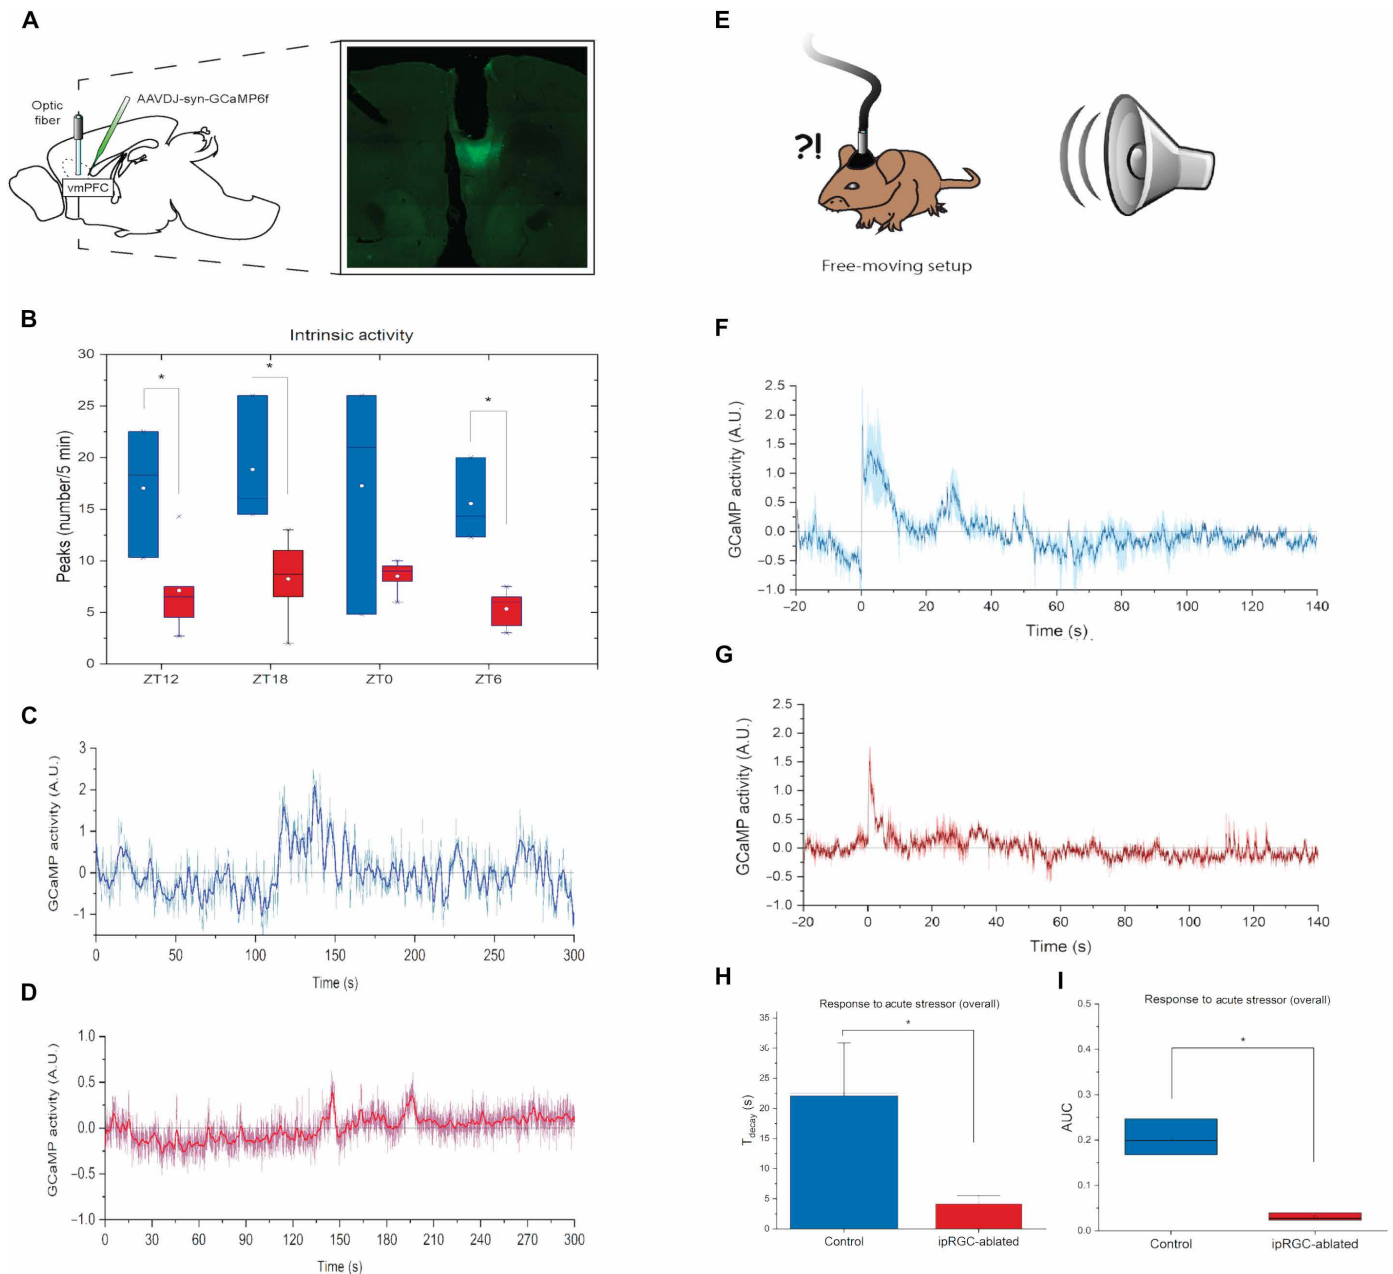 A
Optic
fiber
AAVDJ-syn-GCaMP6f
vmPFC
E
?!
Free-moving setup
B
Intrinsic activity
Peaks (number/5 min)
30
25
20
15
10
5
0
*
*
*
ZT12 ZT18 ZT0 ZT6
C
GCaMP activity (A.U.)
3
2
1
0
−1
0 50 100 150 200 250 300
Time (s)
D
GCaMP activity (A.U.)
1.0
0.5
0.0
−0.5
−1.0
0 30 60 90 120 150 180 210 240 270 300
Time (s)
F
GCaMP activity (A.U.)
2.5
2.0
1.5
1.0
0.5
0.0
−0.5
−1.0
−20 0 20 40 60 80 100 120 140
Time (s)
G
GCaMP activity (A.U.)
2.5
2.0
1.5
1.0
0.5
0.0
−0.5
−1.0
−20 0 20 40 60 80 100 120 140
Time (s)
H
Response to acute stressor (overall)
Tdecay (s)
35
30
25
20
15
10
5
0
*
Control ipRGC-ablated
I
Response to acute stressor (overall)
AUC
0.5
0.4
0.3
0.2
0.1
0.0
*
Control ipRGC-ablated